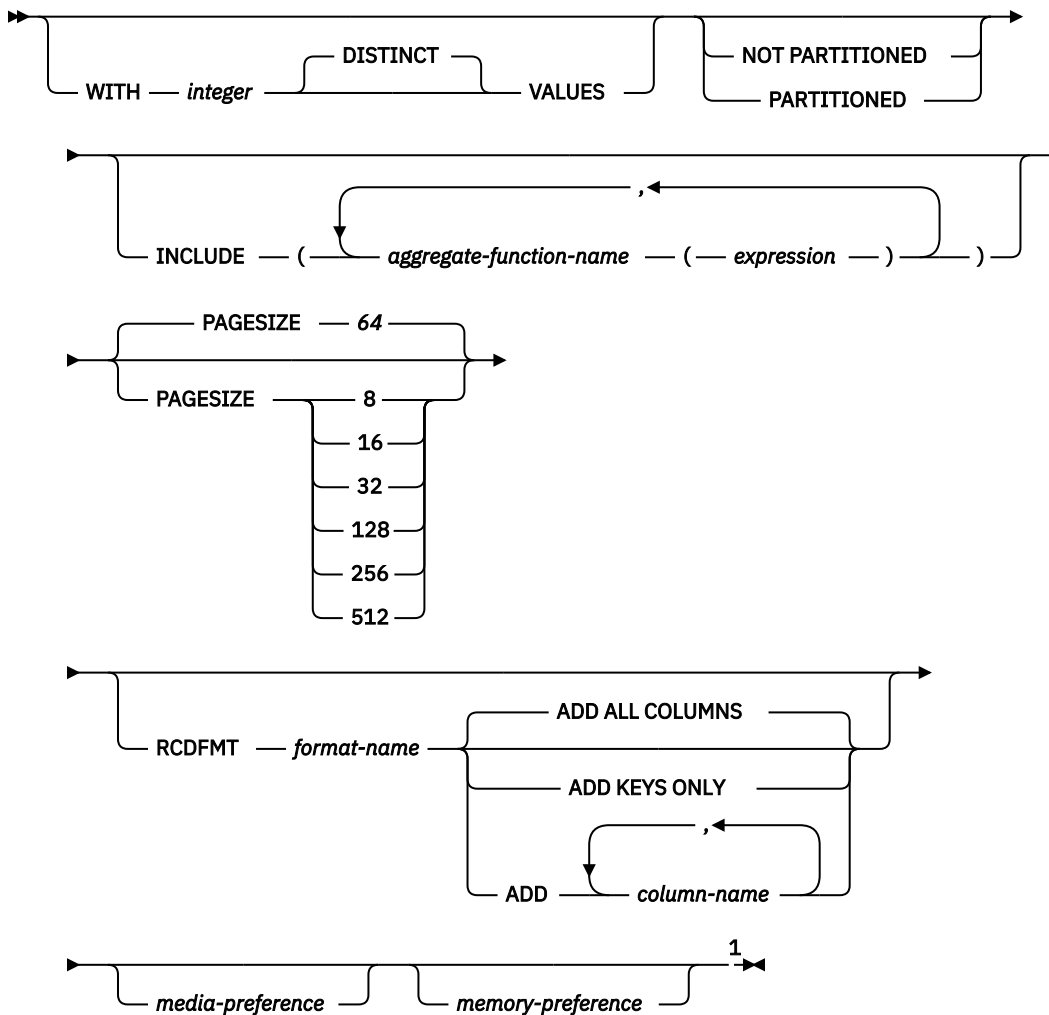 DISTINCT
NOT PARTITIONED
WITH integer VALUES
PARTITIONED
,
INCLUDE ( aggregate-function-name ( expression ) )
PAGESIZE 64
PAGESIZE 8
16
32
128
256
512
ADD ALL COLUMNS
RCDFMT format-name
ADD KEYS ONLY
,
ADD column-name
1
media-preference memory-preference